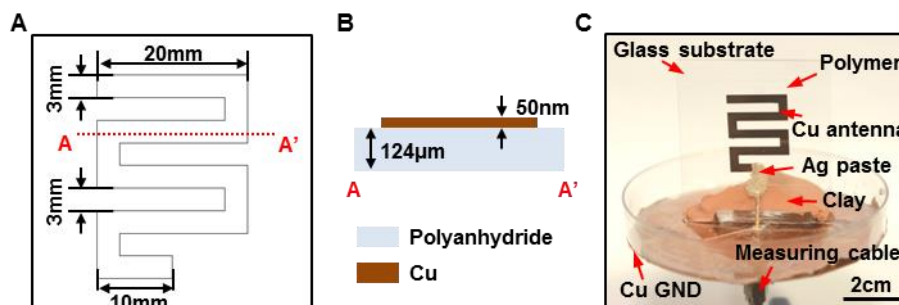 A
20mm
3mm
A
A'
3mm
10mm
B
50nm
124μm
A
A'
Polyanhydride
Cu
C
Glass substrate
Polymer
Cu antenna
Ag paste
Clay
Measuring cable
Cu GND
2cm